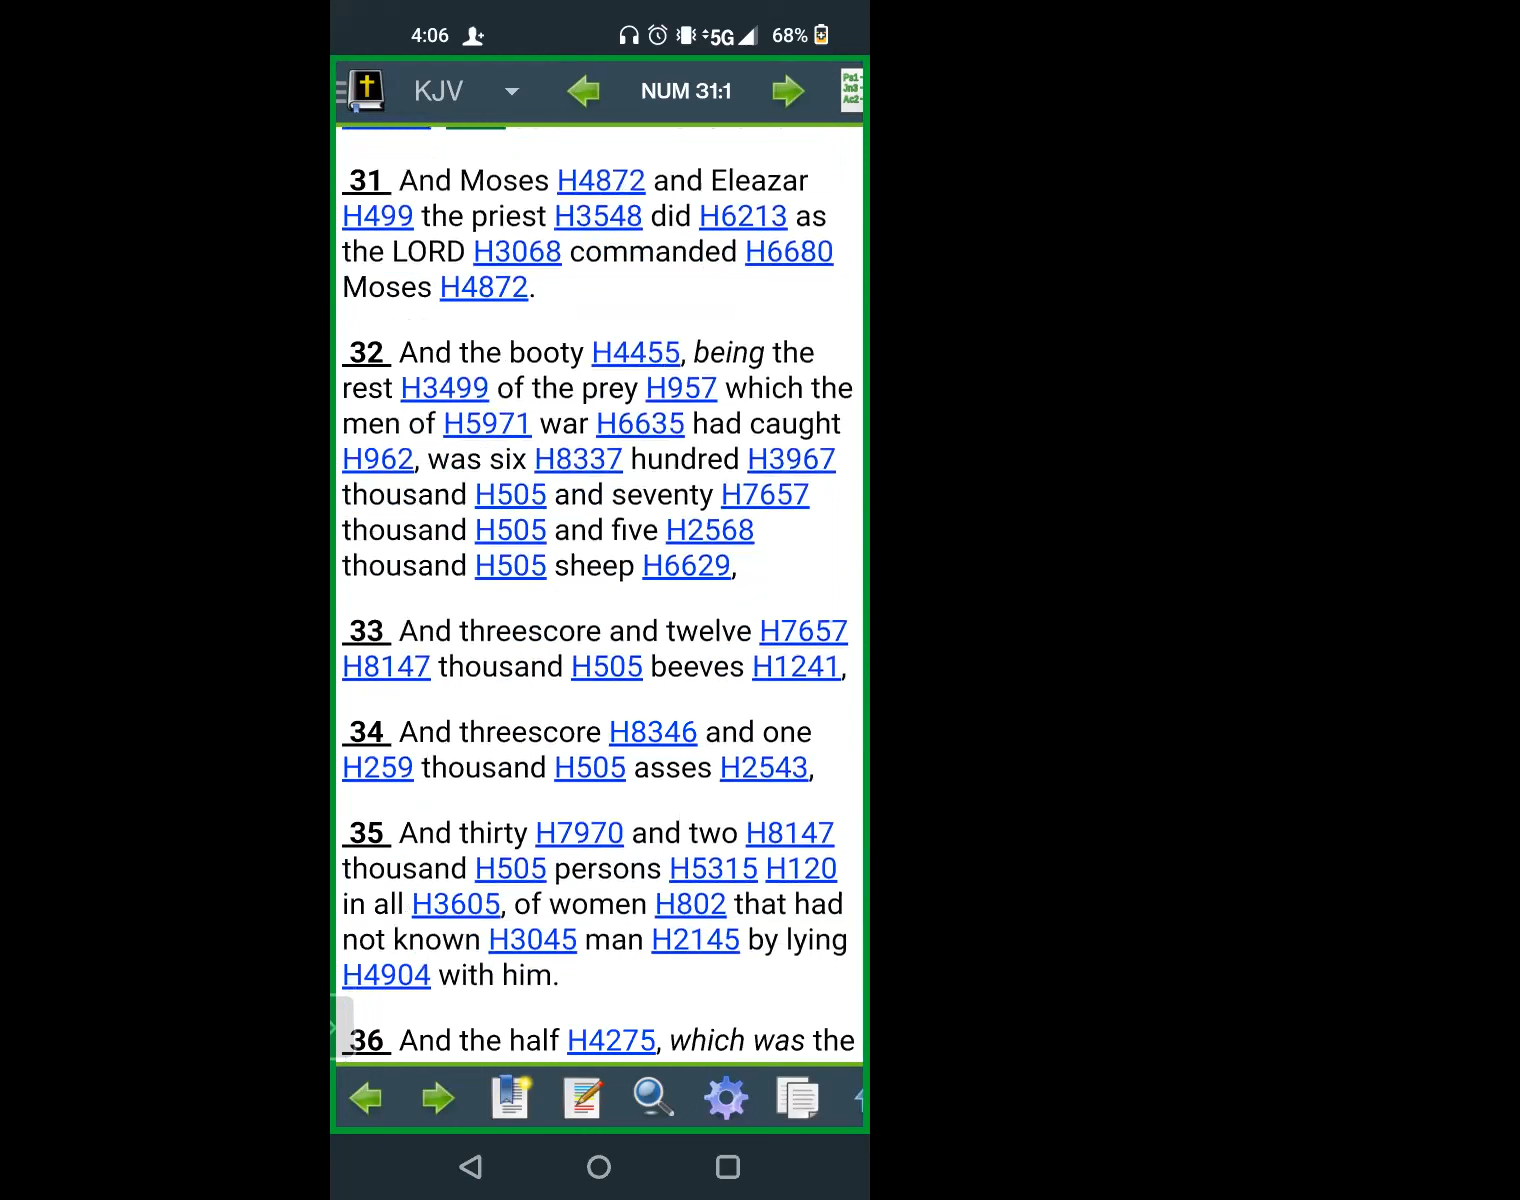 4:06 5G 68%
KJV NUM 31:1 Ps1-
Jn3-
Ac2-
31 And Moses H4872 and Eleazar
H499 the priest H3548 did H6213 as
the LORD H3068 commanded H6680
Moses H4872.
32 And the booty H4455, being the
rest H3499 of the prey H957 which the
men of H5971 war H6635 had caught
H962, was six H8337 hundred H3967
thousand H505 and seventy H7657
thousand H505 and five H2568
thousand H505 sheep H6629,
33 And threescore and twelve H7657
H8147 thousand H505 beeves H1241,
34 And threescore H8346 and one
H259 thousand H505 asses H2543,
35 And thirty H7970 and two H8147
thousand H505 persons H5315 H120
in all H3605, of women H802 that had
not known H3045 man H2145 by lying
H4904 with him.
36 And the half H4275, which was the